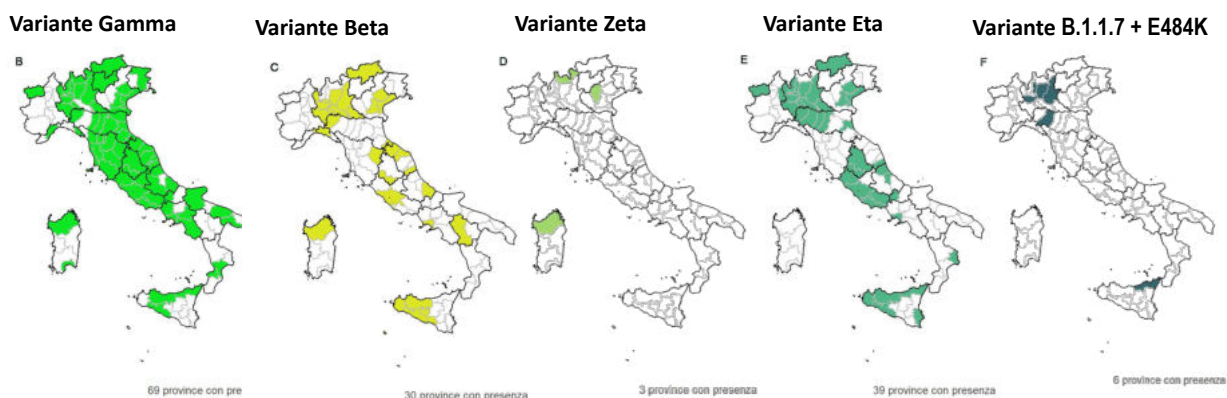 Variante Gamma
Variante Beta
Variante Zeta
Variante Eta
Variante B.1.1.7 + E484K
B
C
D
E
F
69 province con pre
30 province con presenza
3 province con presenza
39 province con presenza
6 province con presenza